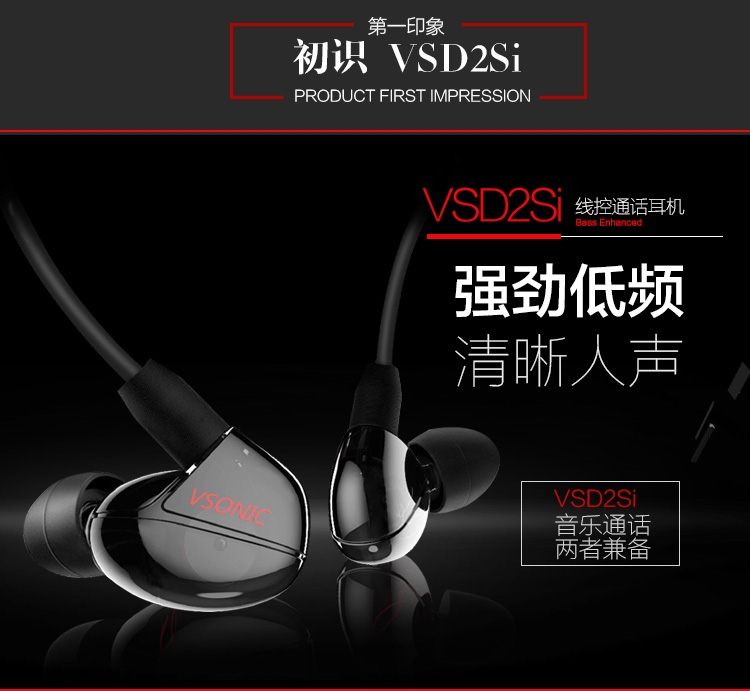 第一印象
初识 VSD2Si
PRODUCT FIRST IMPRESSION
VSD2Si 线控通话耳机
Bass Enhanced
强劲低频
清晰人声
VSONIC
VSD2Si
音乐通话
两者兼备